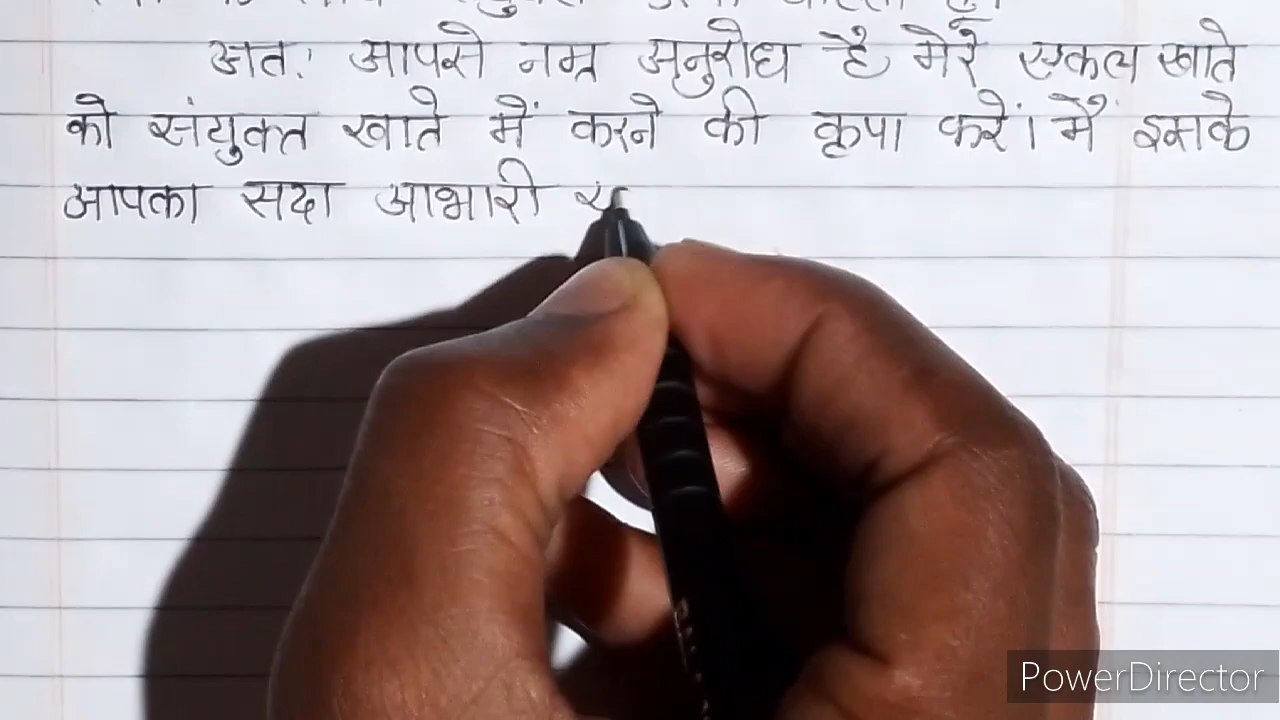 अतः आपसे नम्र अनुरोध है मेरे एकल खाते
को संयुक्त खाते में करने की कृपा करें। मैं इसके
आपका सदा आभारी
PowerDirector